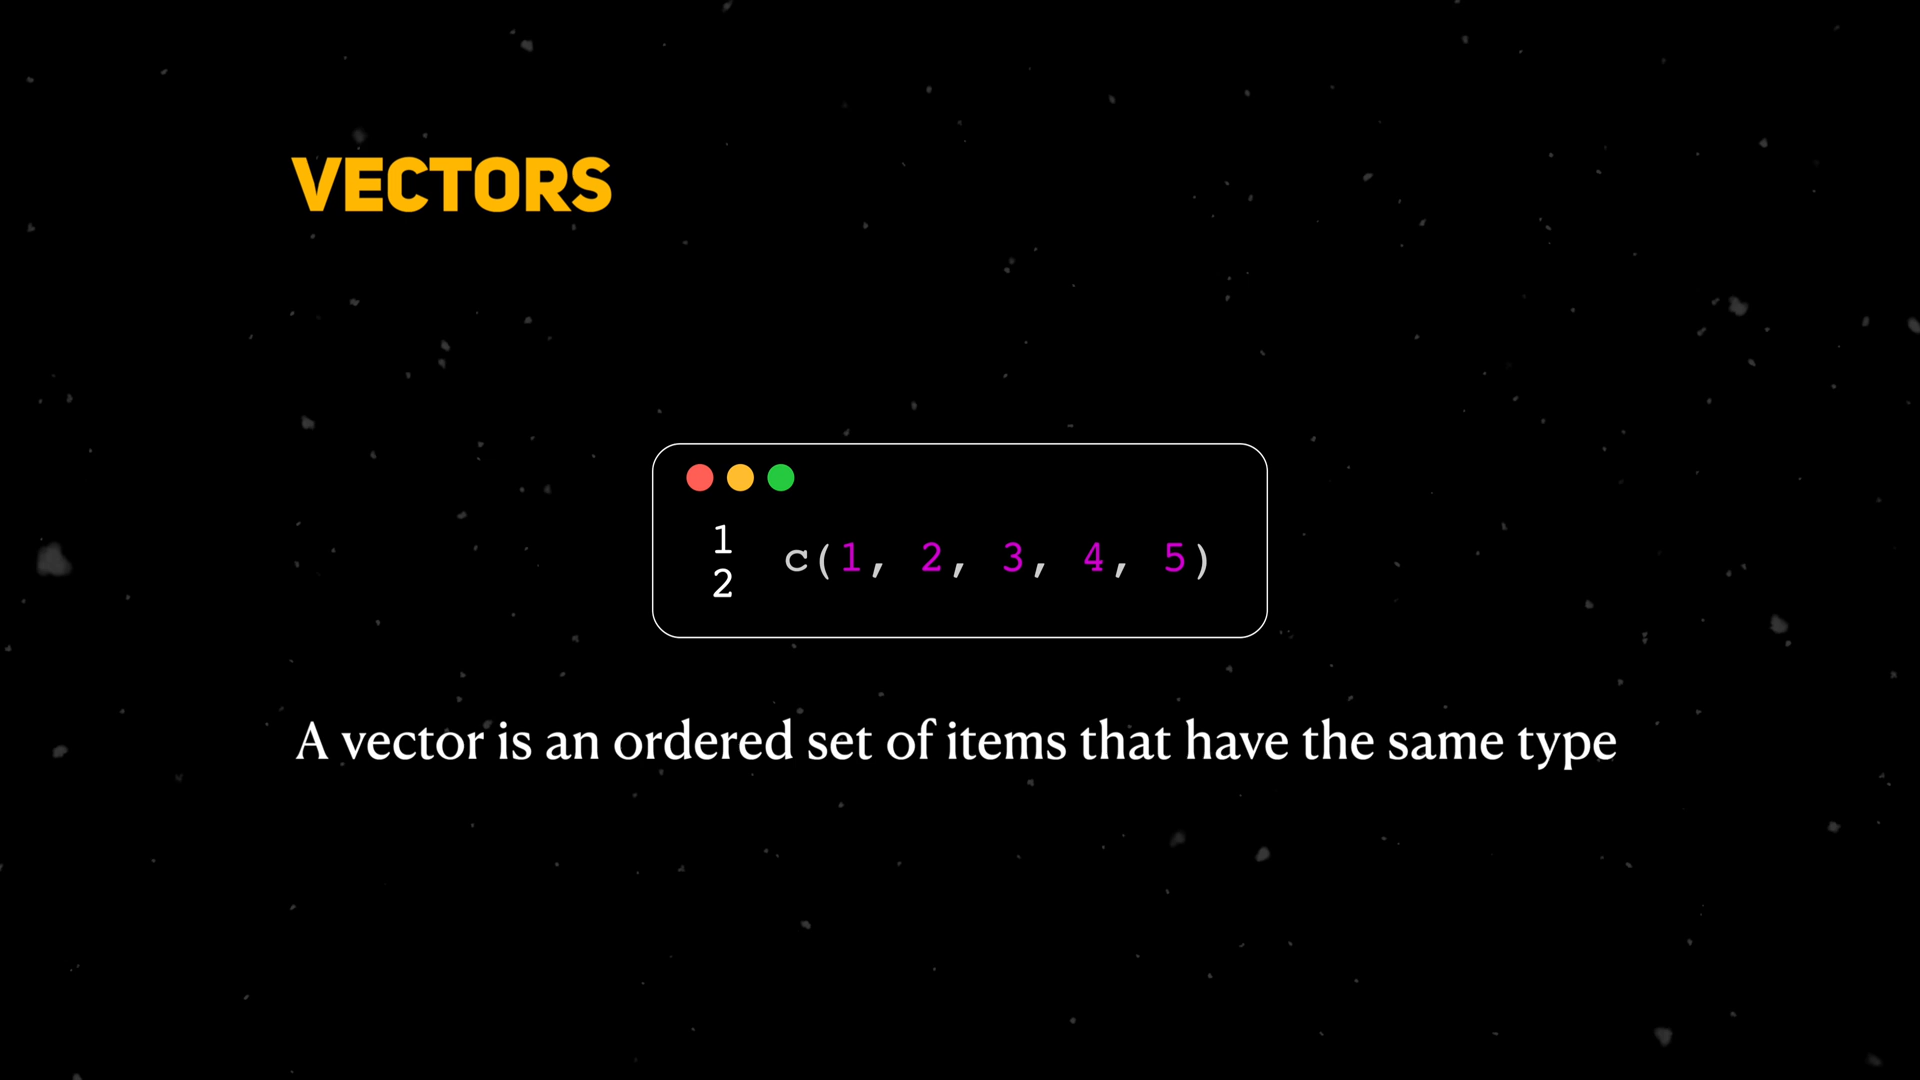 VECTORS
1
c(1, 2, 3, 4, 5)
2
A vector is an ordered set of items that have the same type